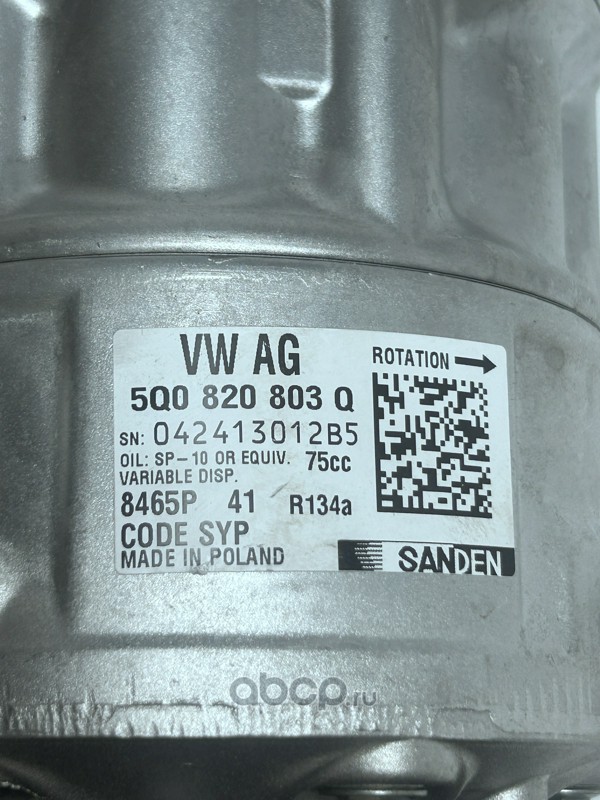 VW AG
ROTATION
5Q0 820 803 Q
SN: 042413012B5
OIL: SP-10 OR EQUIV. 75cc
VARIABLE DISP.
8465P 41 R134a
CODE SYP
MADE IN POLAND
SANDEN
abcp.ru